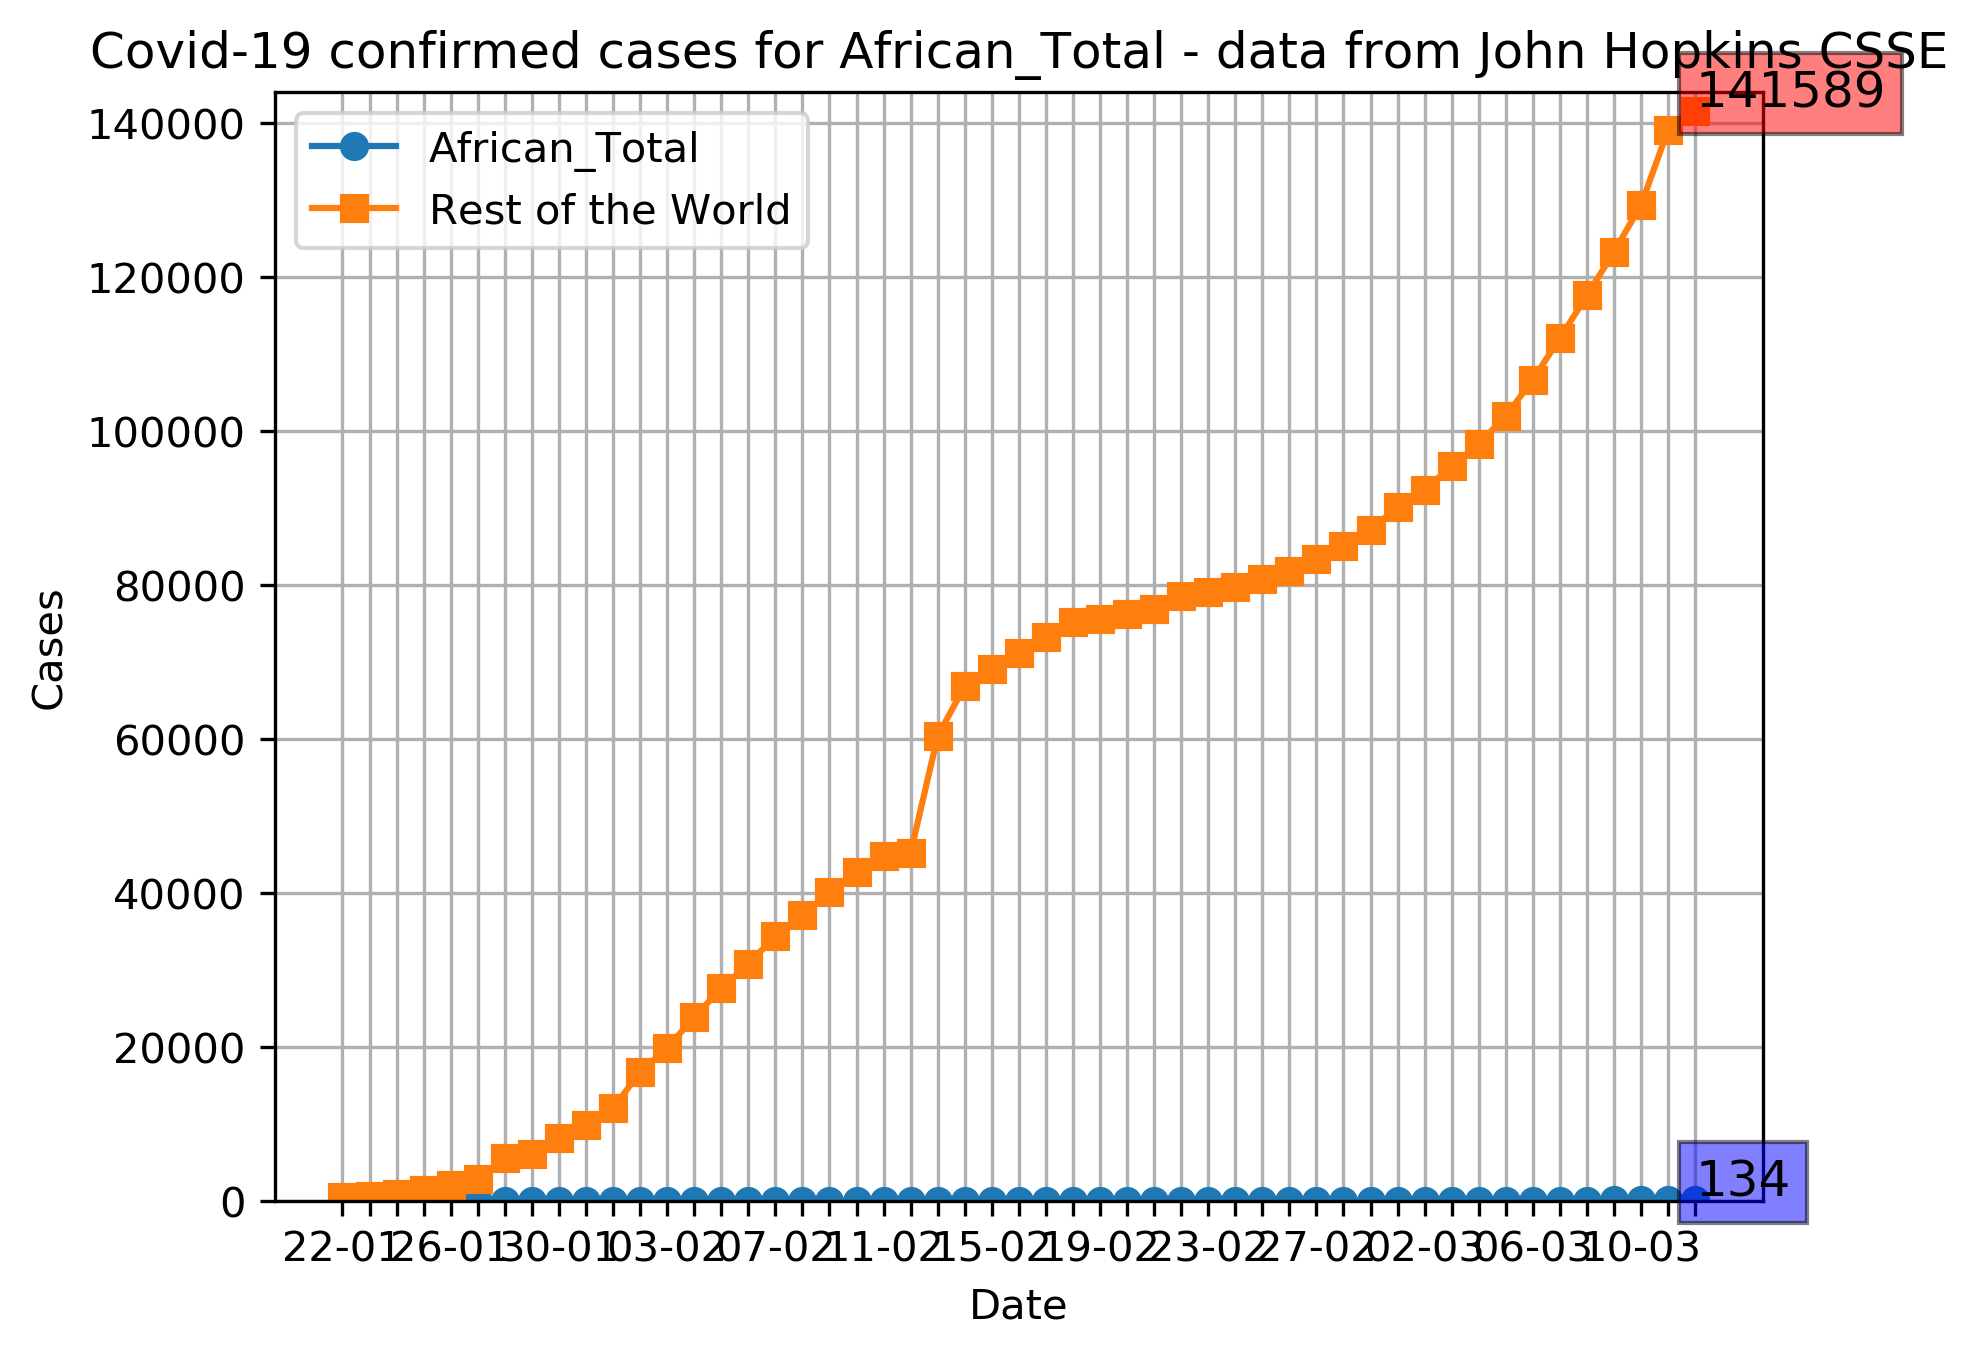 Covid-19 confirmed cases for African_Total - data from John Hopkins CSSE
141589
African_Total
Rest of the World
140000
120000
100000
80000
60000
40000
20000
0
Cases
134
22-01 26-01 30-01 03-02 07-02 11-02 15-02 19-02 23-02 27-02 02-03 06-03 10-03
Date